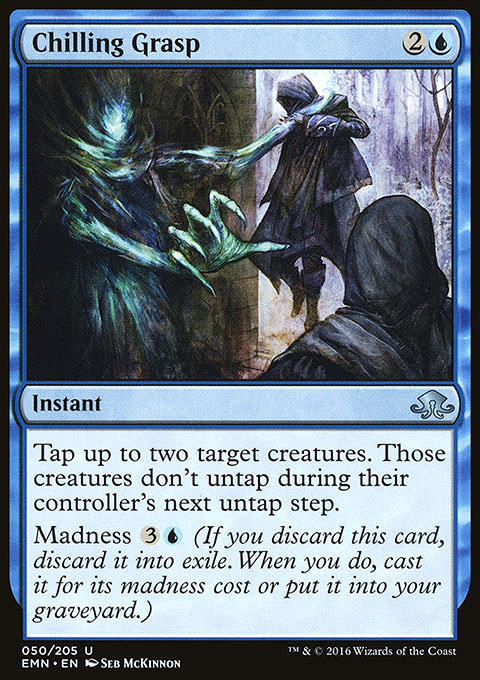 Chilling Grasp 2
Instant
Tap up to two target creatures. Those
creatures don't untap during their
controller's next untap step.
Madness 3 (If you discard this card,
discard it into exile. When you do, cast
it for its madness cost or put it into your
graveyard.)
050/205 U
EMN • EN Seb McKinnon
™ & © 2016 Wizards of the Coast